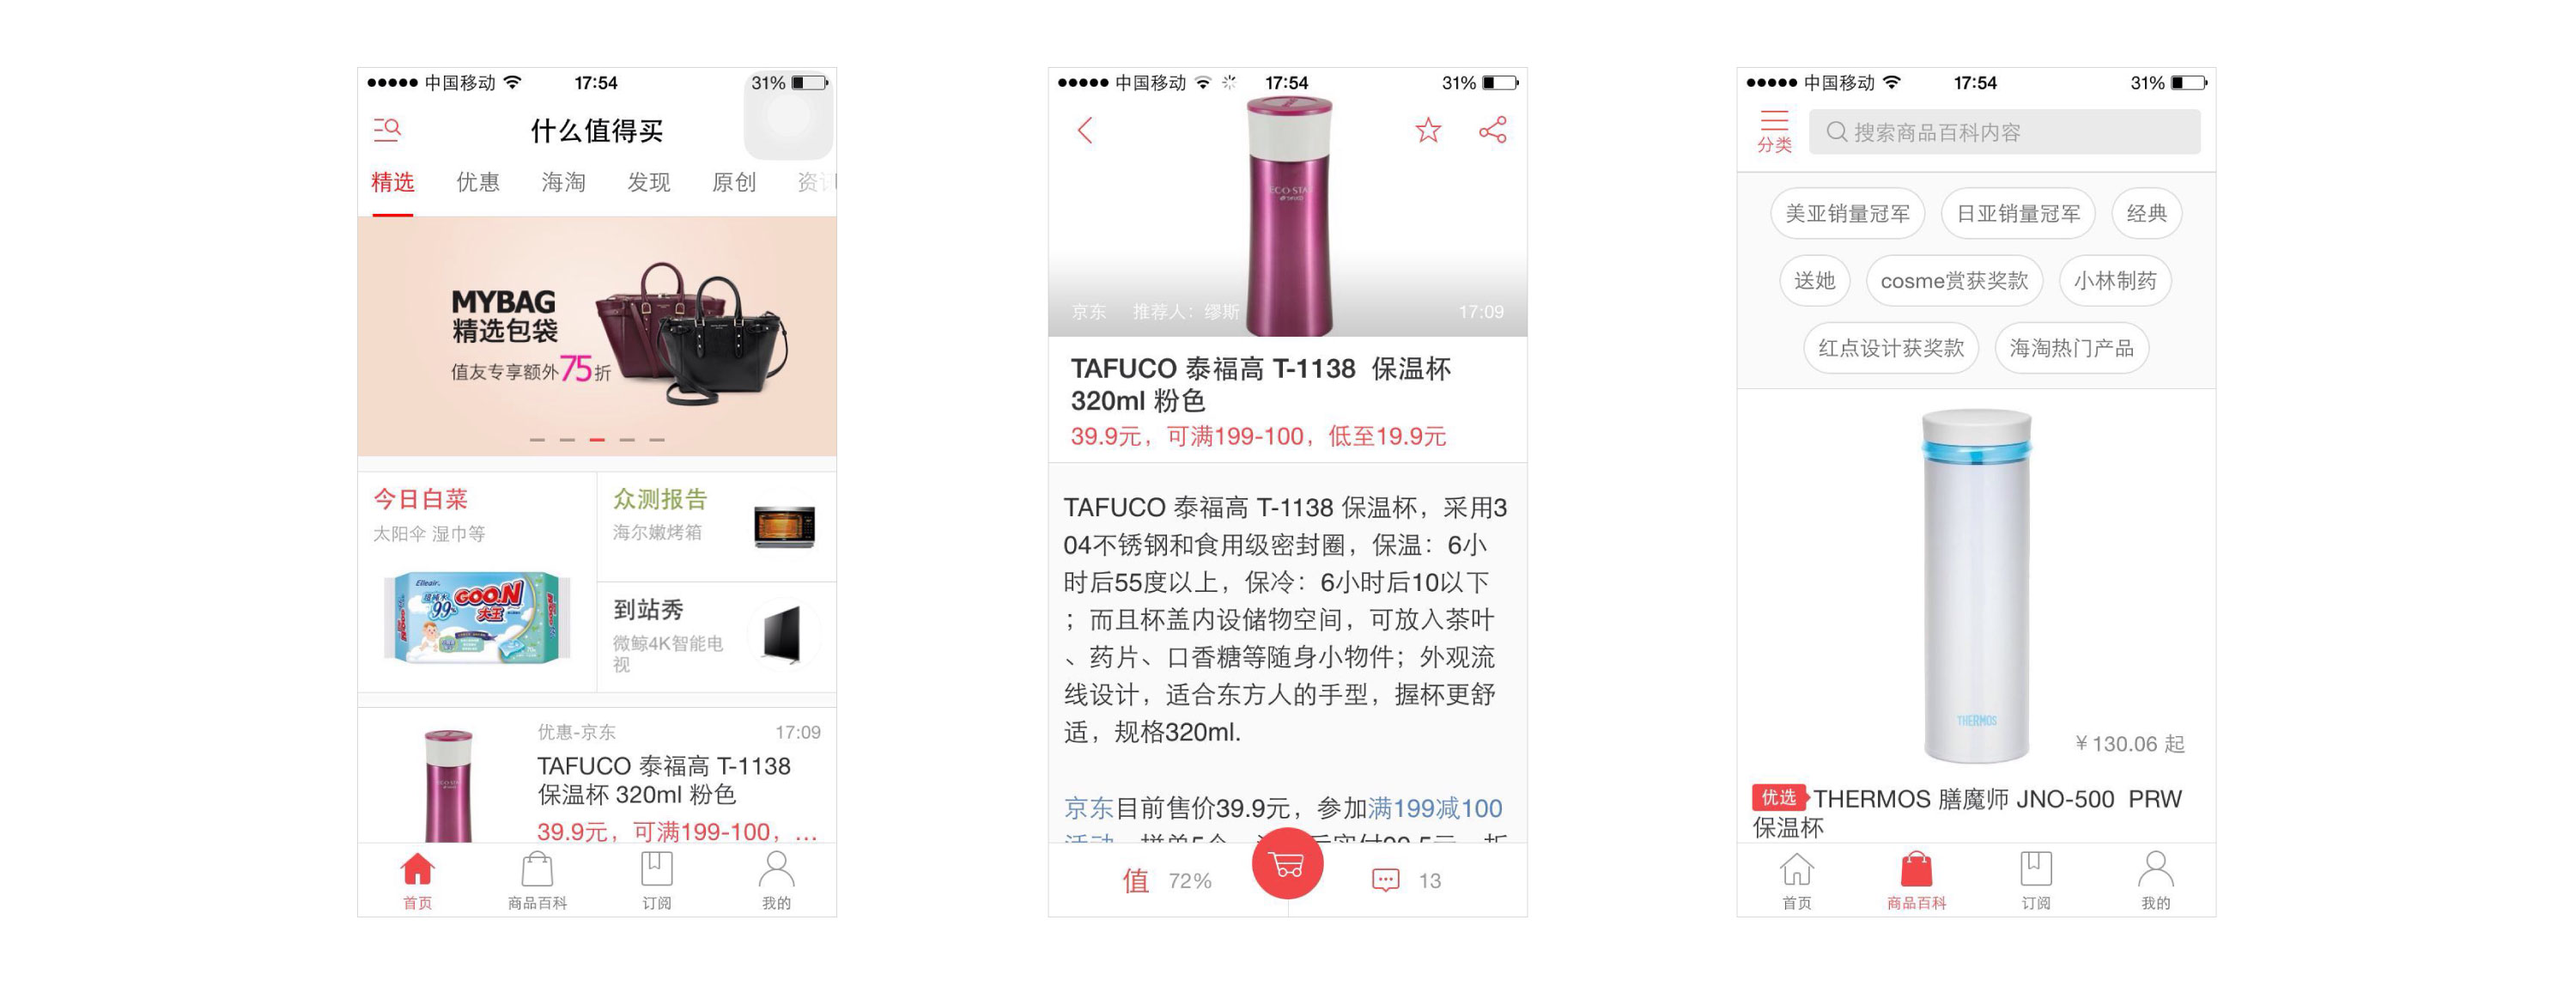 中国移动 17:54 31%
什么值得买
精选 优惠 海淘 发现 原创 资
MYBAG
精选包袋
值友专享额外75折
今日白菜
太阳伞 湿巾等
Elleair.
99%
GOO.N
大王
众测报告
海尔嫩烤箱
到站秀
微鲸4K智能电
视
优惠-京东 17:09
TAFUCO 泰福高 T-1138
保温杯 320ml 粉色
39.9元，可满199-100，...
首页 商品百科 订阅 我的
中国移动 17:54 31%
ECO·STA
京东 推荐人：缪斯 17:09
TAFUCO 泰福高 T-1138 保温杯
320ml 粉色
39.9元，可满199-100，低至19.9元
TAFUCO 泰福高 T-1138 保温杯，采用3
04不锈钢和食用级密封圈，保温：6小
时后55度以上，保冷：6小时后10以下
；而且杯盖内设储物空间，可放入茶叶
、药片、口香糖等随身小物件；外观流
线设计，适合东方人的手型，握杯更舒
适，规格320ml.
京东目前售价39.9元，参加满199减100
值 72% 13
中国移动 17:54 31%
分类 搜索商品百科内容
美亚销量冠军 日亚销量冠军 经典
送她 cosme赏获奖款 小林制药
红点设计获奖款 海淘热门产品
THERMOS
¥130.06 起
优选 THERMOS 膳魔师 JNO-500 PRW
保温杯
首页 商品百科 订阅 我的